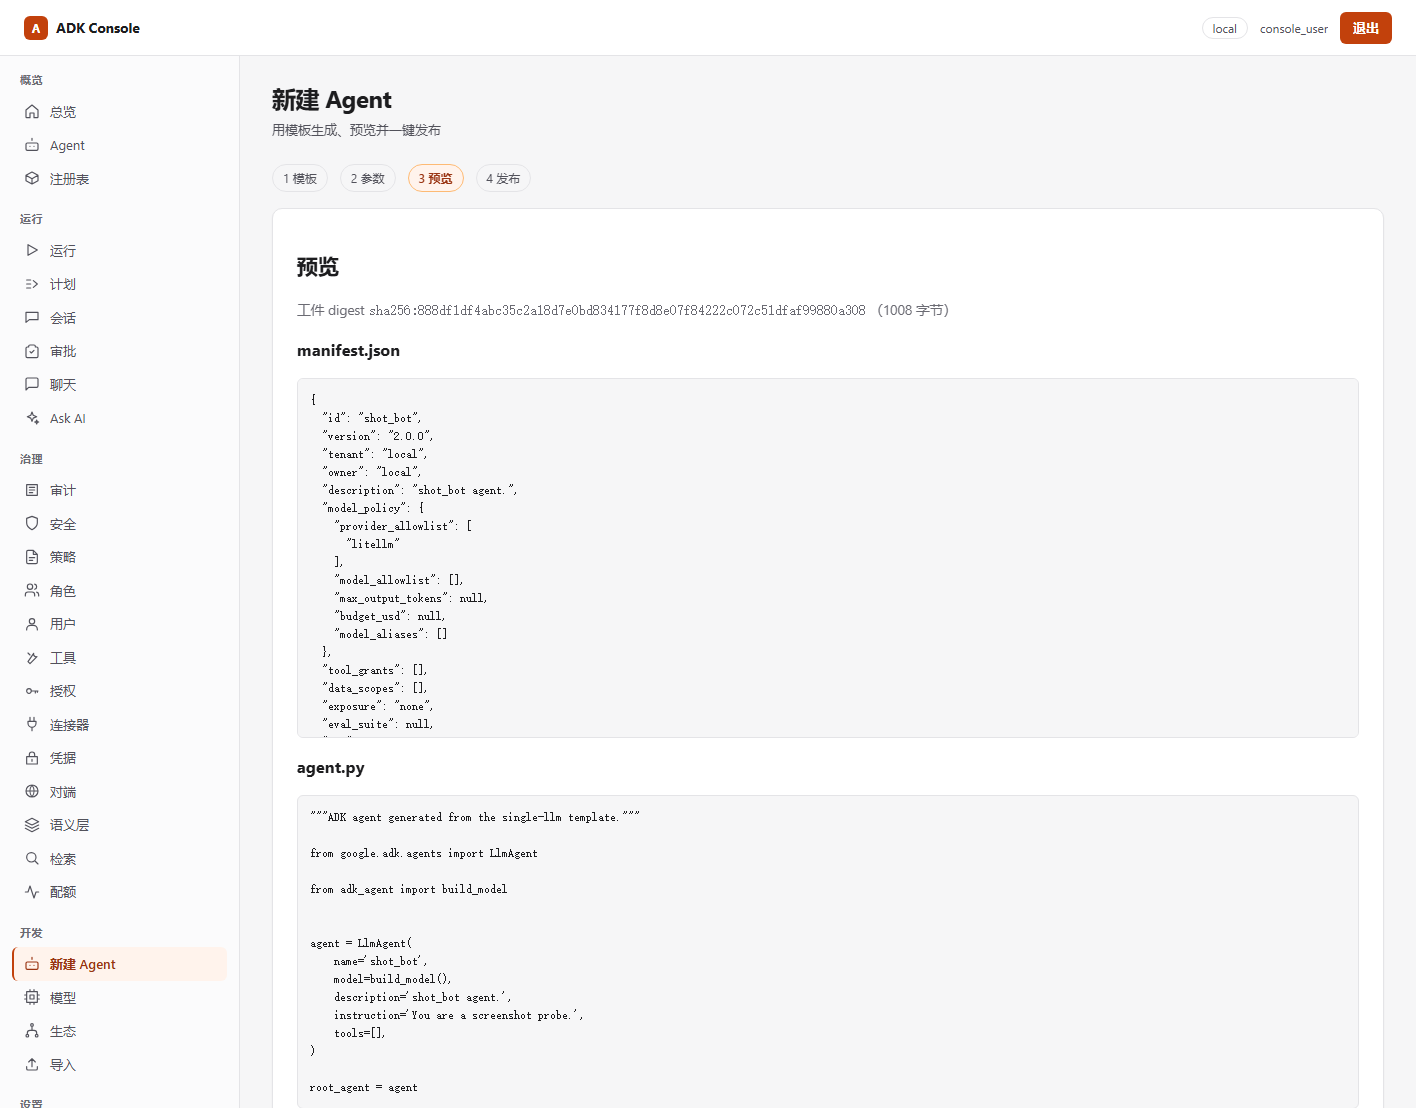 A ADK Console
local console_user 退出
概览
总览
Agent
注册表
运行
运行
计划
会话
审批
聊天
Ask AI
治理
审计
安全
策略
角色
用户
工具
授权
连接器
凭据
对端
语义层
检索
配额
开发
新建 Agent
模型
生态
导入
设置
新建 Agent
用模板生成、预览并一键发布
1 模板 2 参数 3 预览 4 发布
预览
工件 digest sha256:888df1df4abc35c2a18d7e0bd834177f8d8e07f84222c072c51dfaf99880a308 （1008 字节）
manifest.json
{
"id": "shot_bot",
"version": "2.0.0",
"tenant": "local",
"owner": "local",
"description": "shot_bot agent.",
"model_policy": {
"provider_allowlist": [
"litellm"
],
"model_allowlist": [],
"max_output_tokens": null,
"budget_usd": null,
"model_aliases": []
},
"tool_grants": [],
"data_scopes": [],
"exposure": "none",
"eval_suite": null,
agent.py
"""ADK agent generated from the single-llm template."""
from google.adk.agents import LlmAgent
from adk_agent import build_model
agent = LlmAgent(
name='shot_bot',
model=build_model(),
description='shot_bot agent.',
instruction='You are a screenshot probe.',
tools=[],
)
root_agent = agent